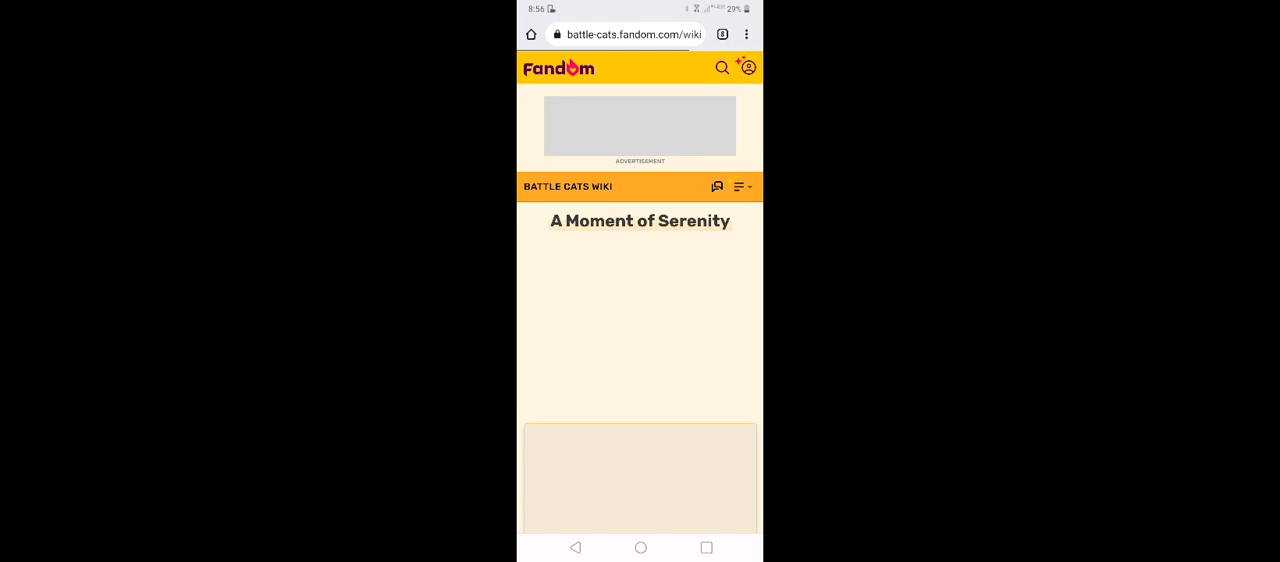 8:56
29%
battle-cats.fandom.com/wiki
8
Fandom
ADVERTISEMENT
BATTLE CATS WIKI
A Moment of Serenity